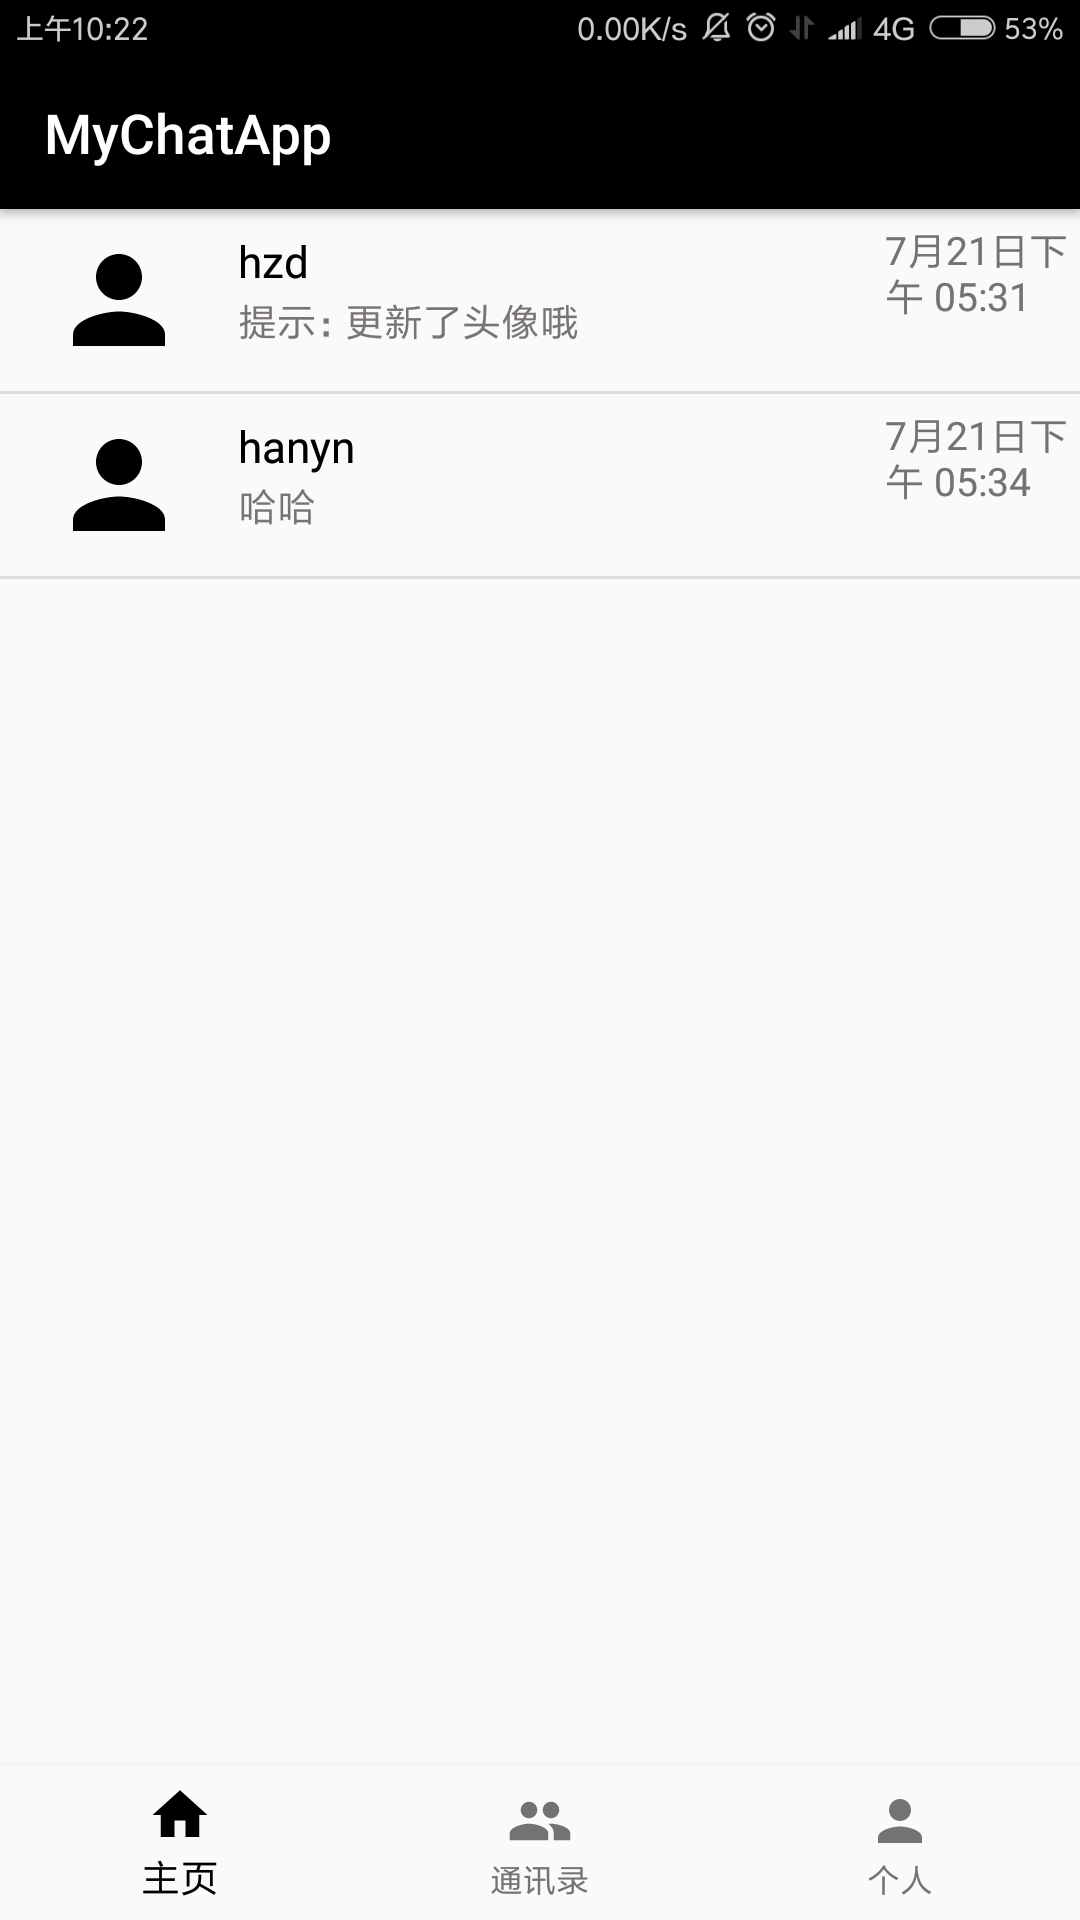 上午10:22 0.00K/s 4G 53%
MyChatApp
hzd
提示：更新了头像哦
7月21日下
午 05:31
hanyn
哈哈
7月21日下
午 05:34
主页 通讯录 个人